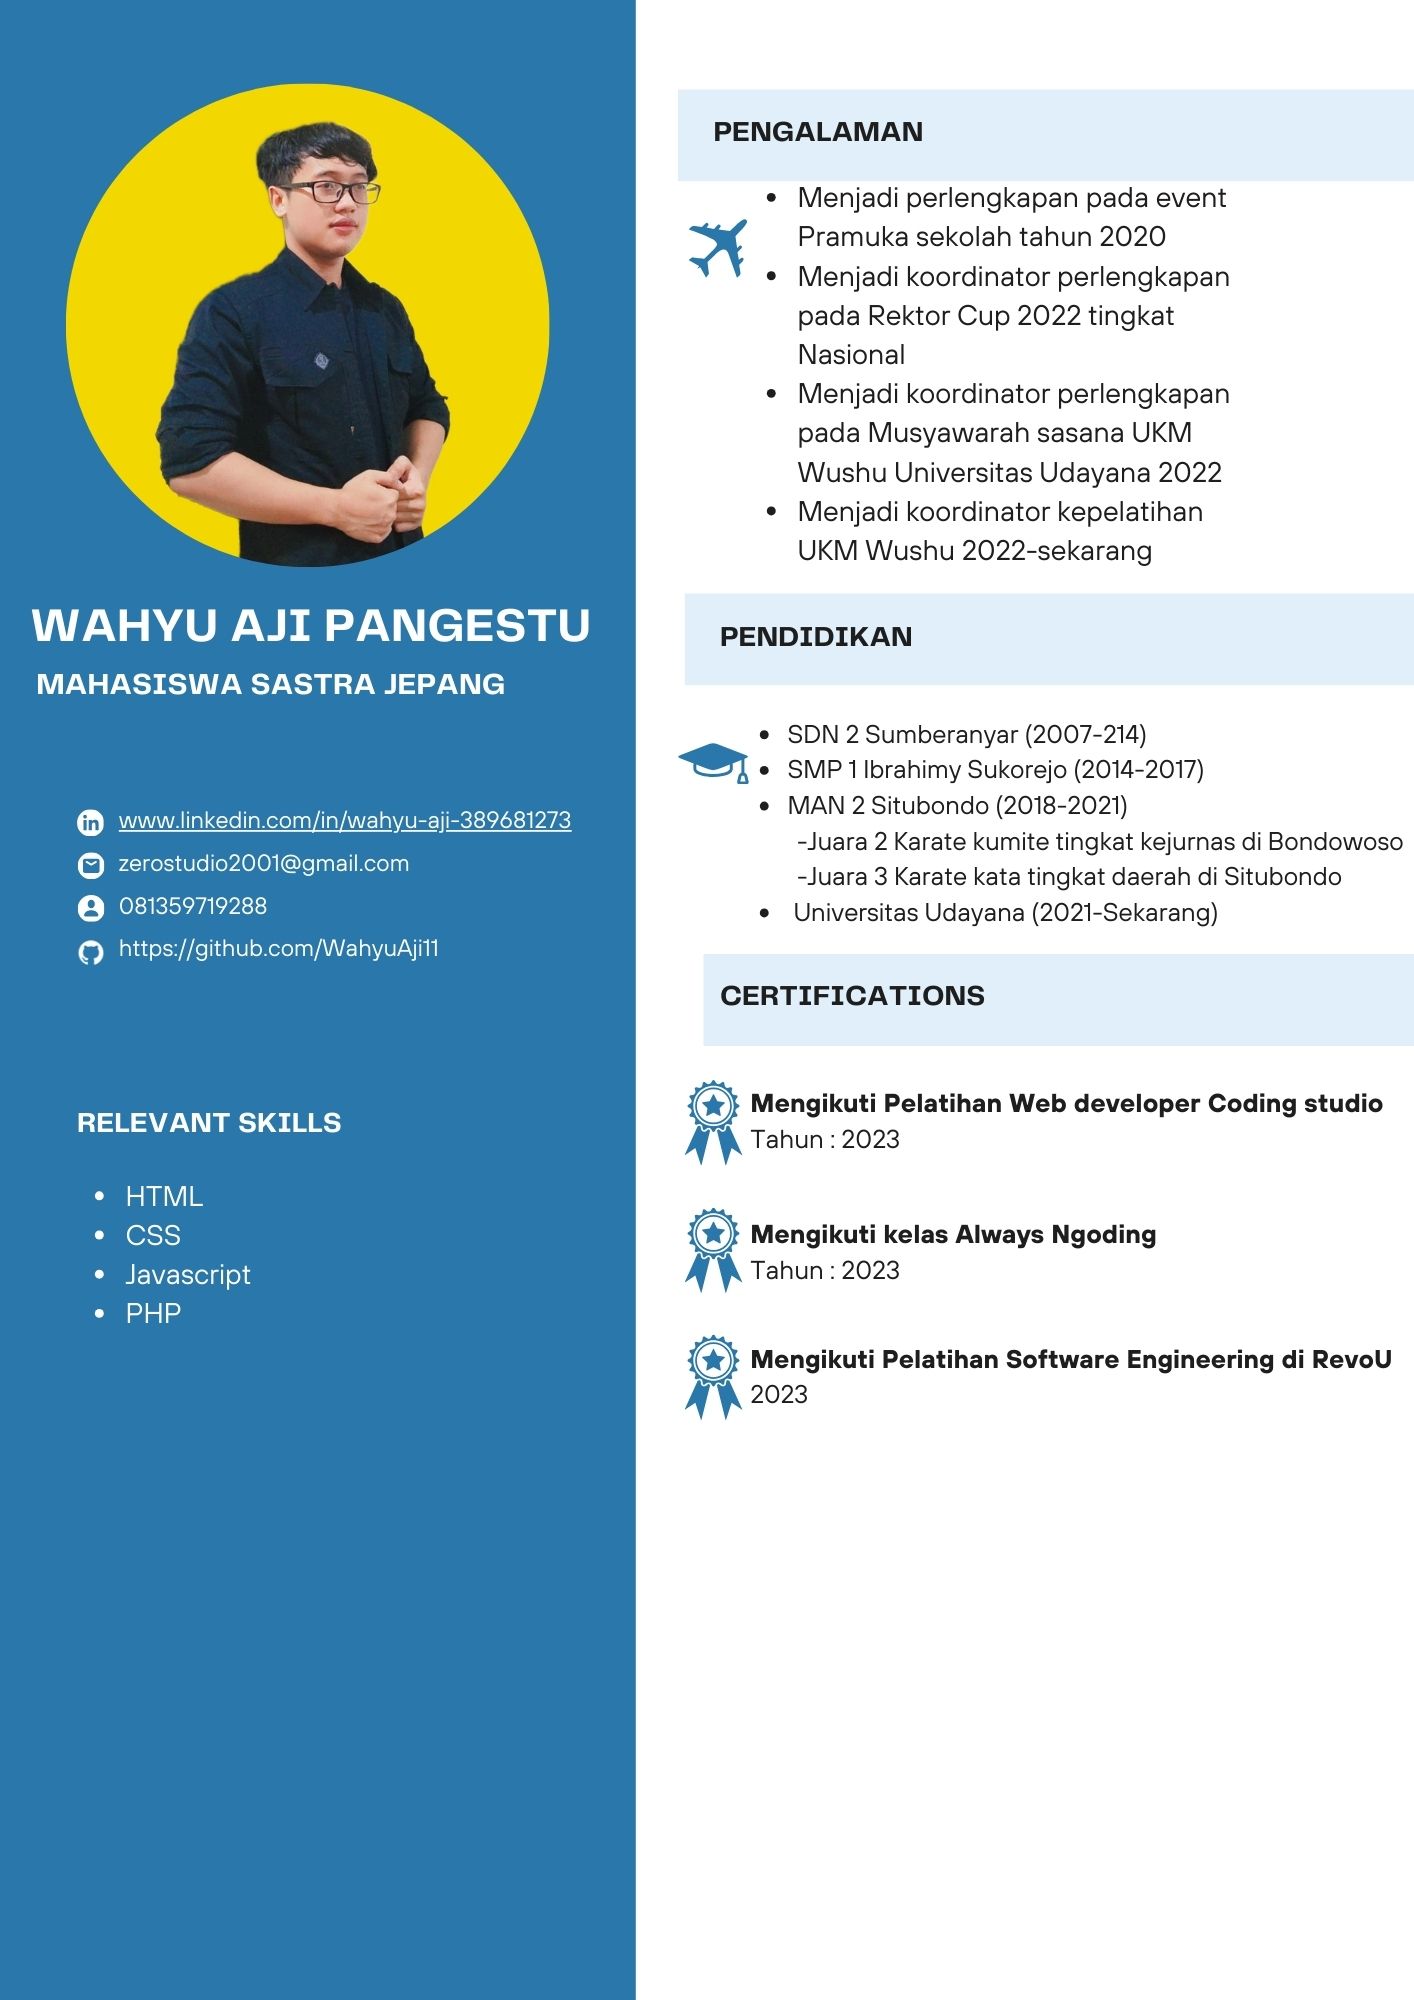 WAHYU AJI PANGESTU
MAHASISWA SASTRA JEPANG
www.linkedin.com/in/wahyu-aji-389681273
zerostudio2001@gmail.com
081359719288
https://github.com/WahyuAji11
RELEVANT SKILLS
• HTML
• CSS
• Javascript
• PHP
PENGALAMAN
• Menjadi perlengkapan pada event
Pramuka sekolah tahun 2020
• Menjadi koordinator perlengkapan
pada Rektor Cup 2022 tingkat
Nasional
• Menjadi koordinator perlengkapan
pada Musyawarah sasana UKM
Wushu Universitas Udayana 2022
• Menjadi koordinator kepelatihan
UKM Wushu 2022-sekarang
PENDIDIKAN
• SDN 2 Sumberanyar (2007-214)
• SMP 1 Ibrahimy Sukorejo (2014-2017)
• MAN 2 Situbondo (2018-2021)
-Juara 2 Karate kumite tingkat kejurnas di Bondowoso
-Juara 3 Karate kata tingkat daerah di Situbondo
• Universitas Udayana (2021-Sekarang)
CERTIFICATIONS
Mengikuti Pelatihan Web developer Coding studio
Tahun : 2023
Mengikuti kelas Always Ngoding
Tahun : 2023
Mengikuti Pelatihan Software Engineering di RevoU
2023